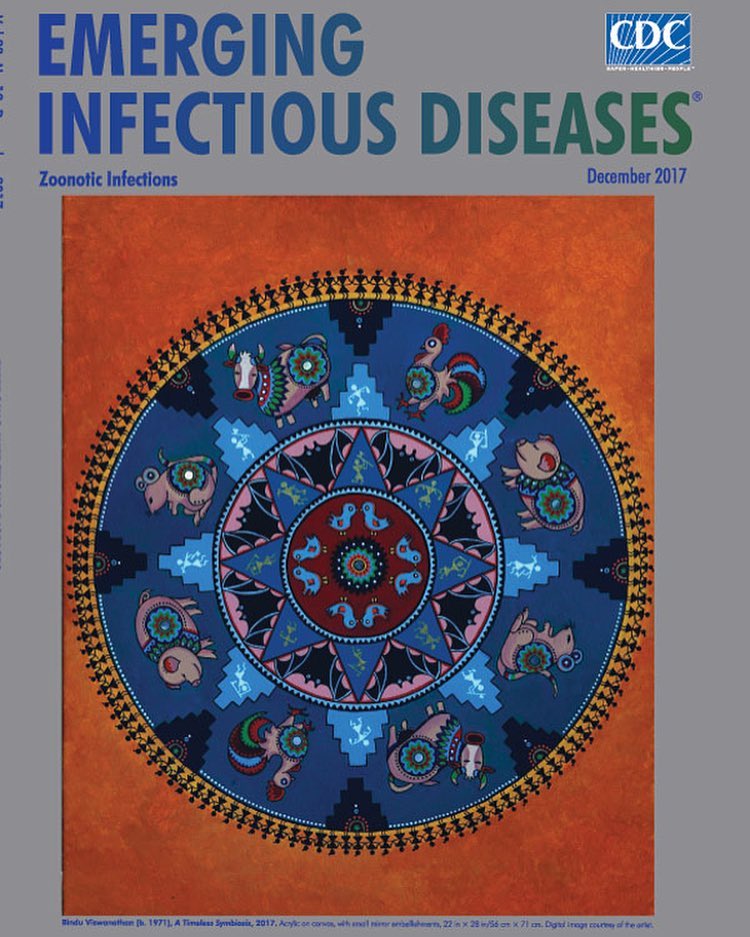 EMERGING
CDC
SAFER·HEALTHIER·PEOPLE™
INFECTIOUS DISEASES®
Zoonotic Infections
December 2017
Bindu Viswanathan (b. 1971), A Timeless Symbiosis, 2017. Acrylic on canvas, with small mirror embellishments, 22 in × 28 in/56 cm × 71 cm. Digital image courtesy of the artist.